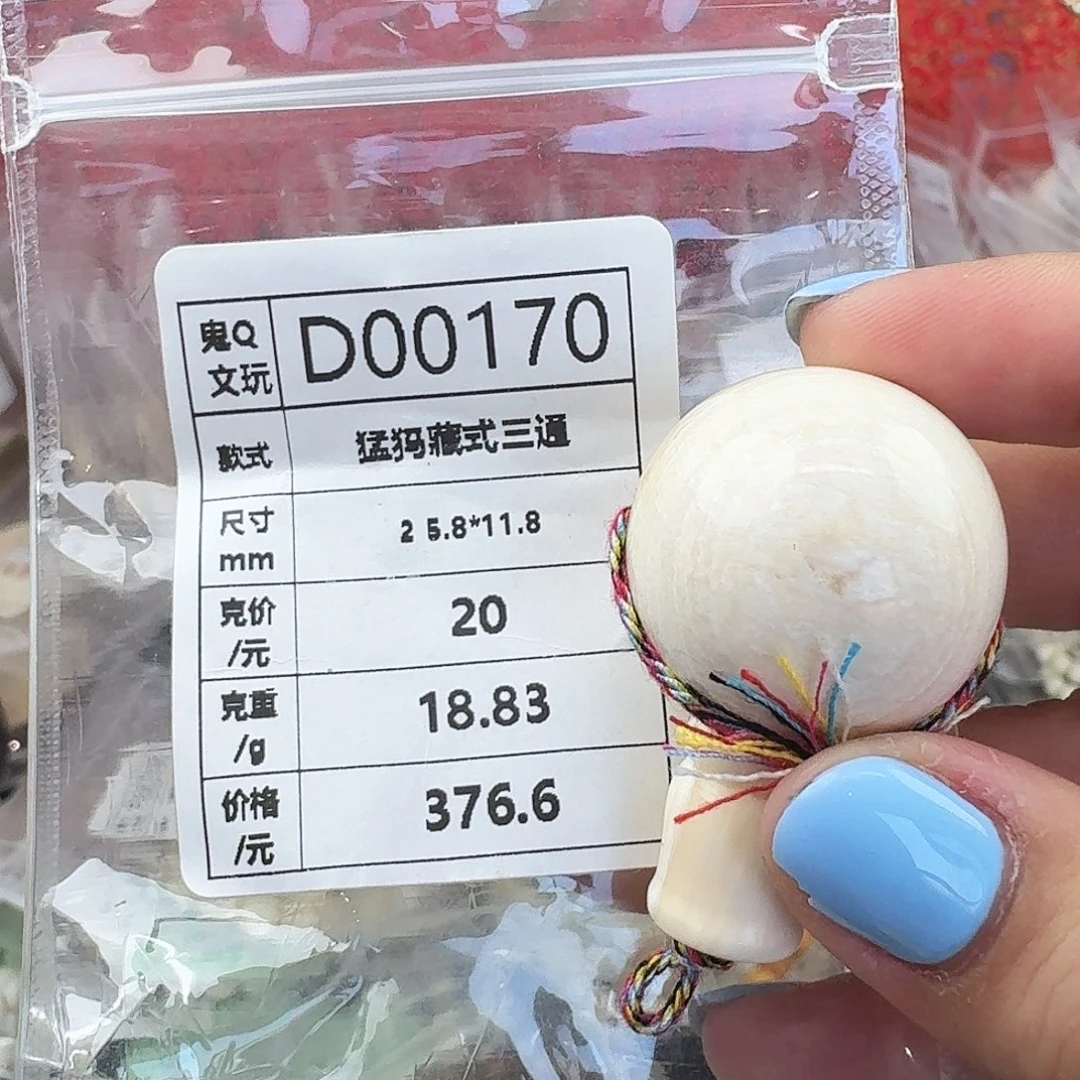 鬼Q
文玩
D00170
款式
猛犸藏式三通
尺寸
mm
2 5.8*11.8
克价
/元
20
克重
/g
18.83
价格
/元
376.6